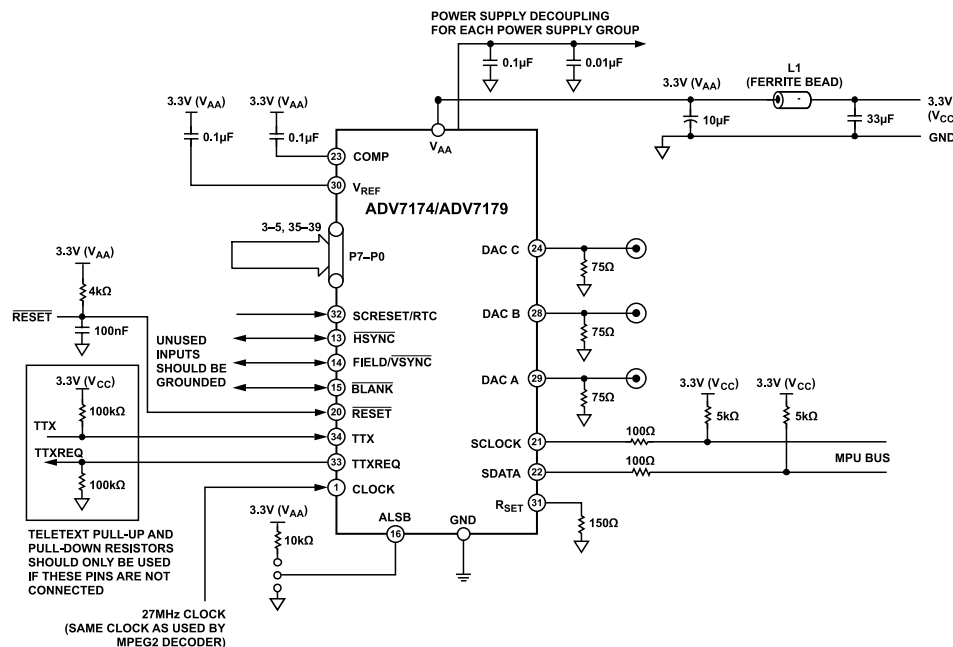 POWER SUPPLY DECOUPLING
FOR EACH POWER SUPPLY GROUP
0.1µF
0.01µF
L1
(FERRITE BEAD)
3.3V (VAA)
3.3V
(VCC)
10µF
33µF
GND
3.3V (VAA)
3.3V (VAA)
0.1µF
0.1µF
VAA
23
COMP
30
VREF
ADV7174/ADV7179
3–5, 35–39
P7–P0
DAC C
24
75Ω
3.3V (VAA)
4kΩ
RESET
100nF
32
SCRESET/RTC
DAC B
28
75Ω
UNUSED
INPUTS
SHOULD BE
GROUNDED
13
HSYNC
14
FIELD/VSYNC
15
BLANK
DAC A
29
75Ω
3.3V (VCC)
100kΩ
TTX
TTXREQ
100kΩ
20
RESET
34
TTX
33
TTXREQ
1
CLOCK
3.3V (VCC)
3.3V (VCC)
5kΩ
5kΩ
SCLOCK
21
100Ω
MPU BUS
SDATA
22
100Ω
RSET
31
150Ω
3.3V (VAA)
10kΩ
ALSB
16
GND
TELETEXT PULL-UP AND
PULL-DOWN RESISTORS
SHOULD ONLY BE USED
IF THESE PINS ARE NOT
CONNECTED
27MHz CLOCK
(SAME CLOCK AS USED BY
MPEG2 DECODER)